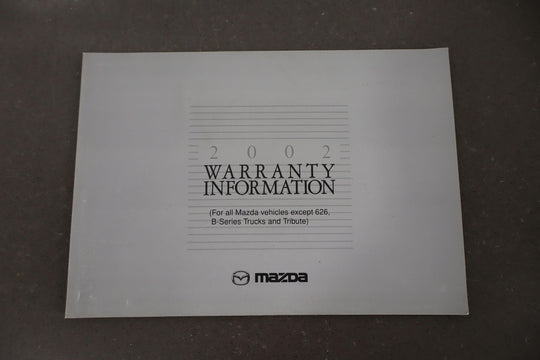 2002
WARRANTY
INFORMATION
(For all Mazda vehicles except 626,
B-Series Trucks and Tribute)
mazda